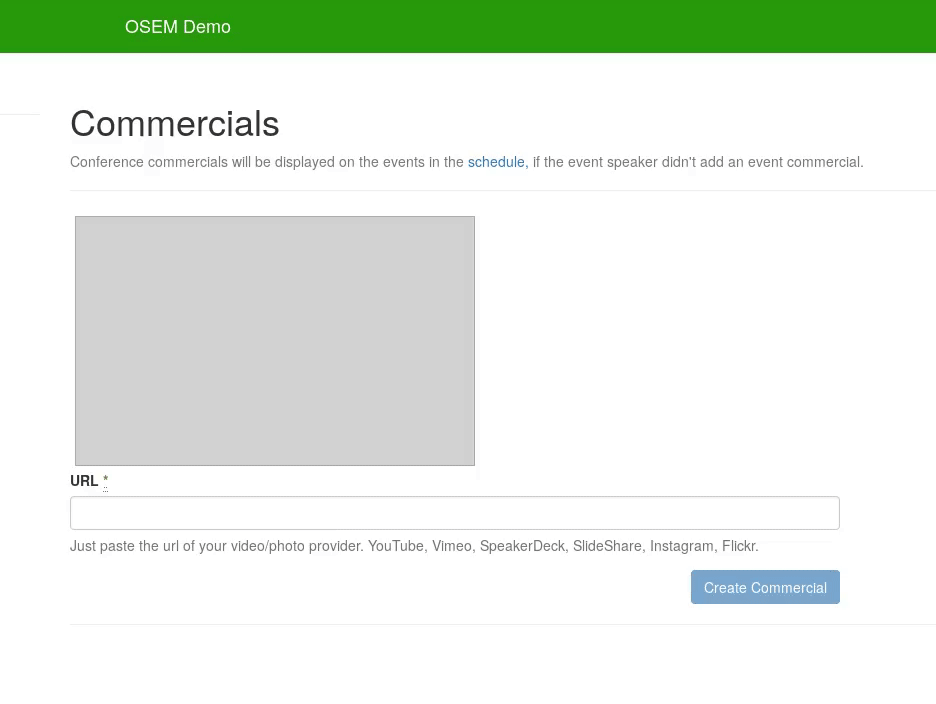 OSEM Demo
Commercials
Conference commercials will be displayed on the events in the schedule, if the event speaker didn't add an event commercial.
URL *
Just paste the url of your video/photo provider. YouTube, Vimeo, SpeakerDeck, SlideShare, Instagram, Flickr.
Create Commercial